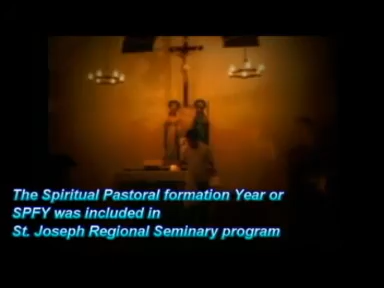 The Spiritual Pastoral formation Year or
SPFY was included in
St. Joseph Regional Seminary program